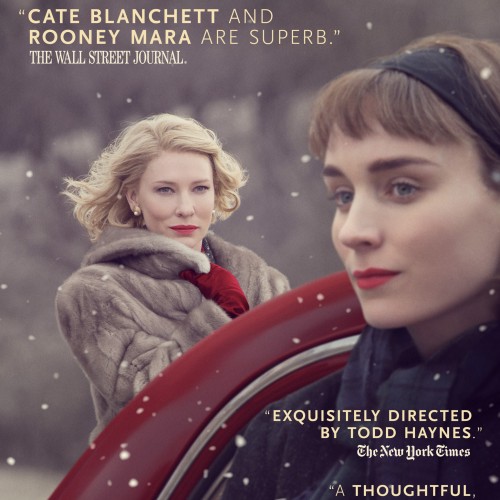 “CATE BLANCHETT AND
ROONEY MARA ARE SUPERB.”
THE WALL STREET JOURNAL.
“EXQUISITELY DIRECTED
BY TODD HAYNES.”
The New York Times
“A THOUGHTFUL,